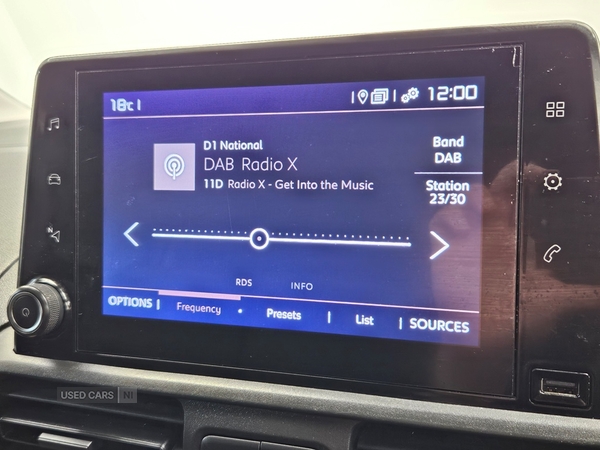 18°C
12:00
D1 National
DAB Radio X
11D Radio X - Get Into the Music
Band
DAB
Station
23/30
RDS INFO
OPTIONS Frequency Presets List SOURCES
N
USED CARS NI